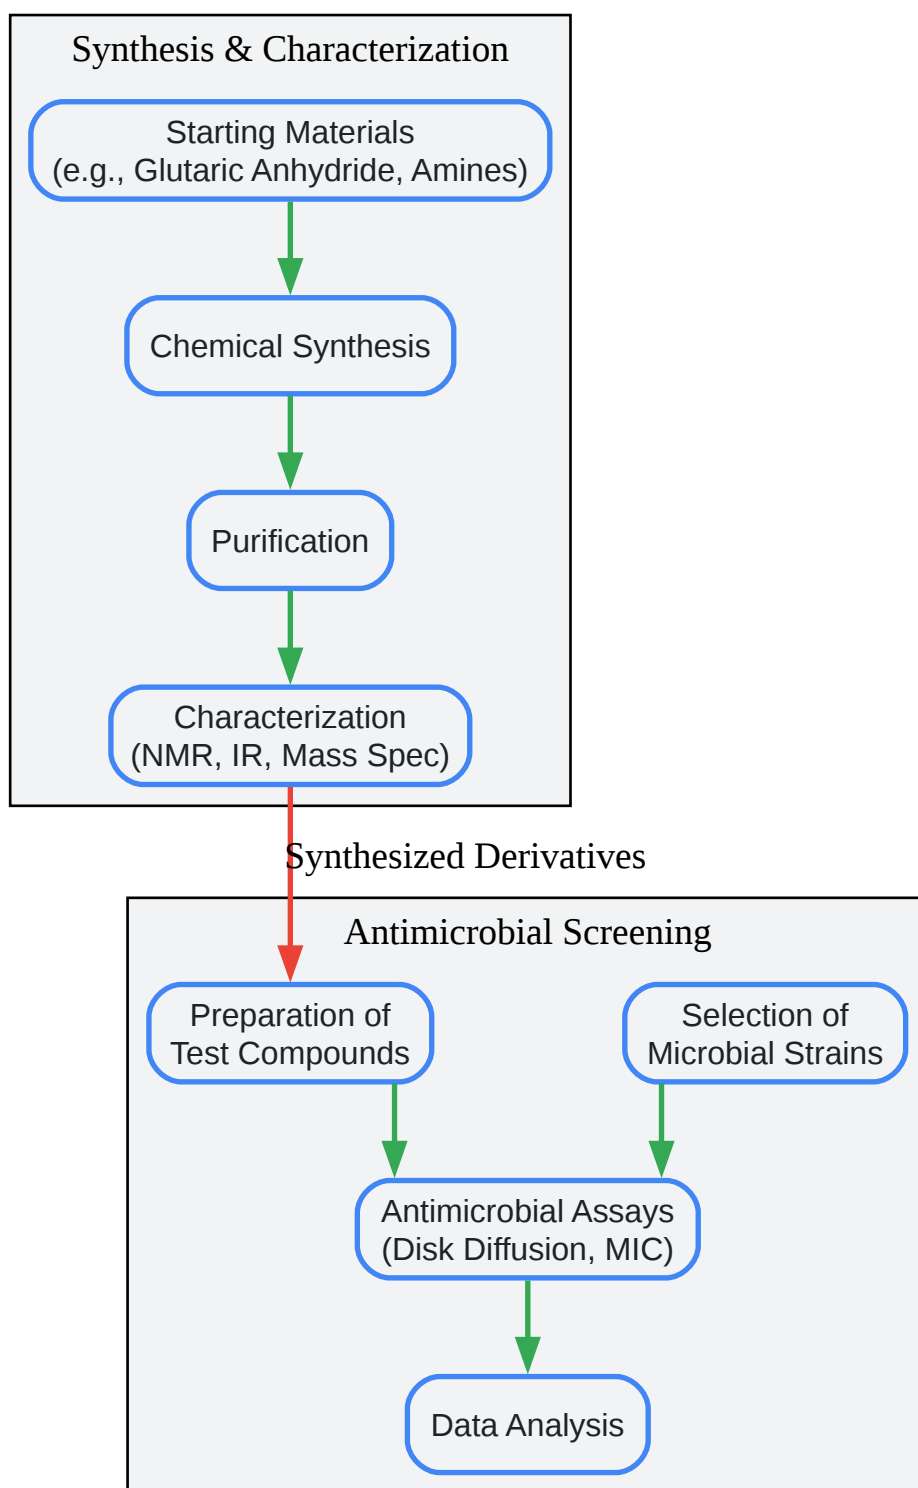 Synthesis & Characterization
Starting Materials
(e.g., Glutaric Anhydride, Amines)
Chemical Synthesis
Purification
Characterization
(NMR, IR, Mass Spec)
Synthesized Derivatives
Antimicrobial Screening
Preparation of
Test Compounds
Selection of
Microbial Strains
Antimicrobial Assays
(Disk Diffusion, MIC)
Data Analysis